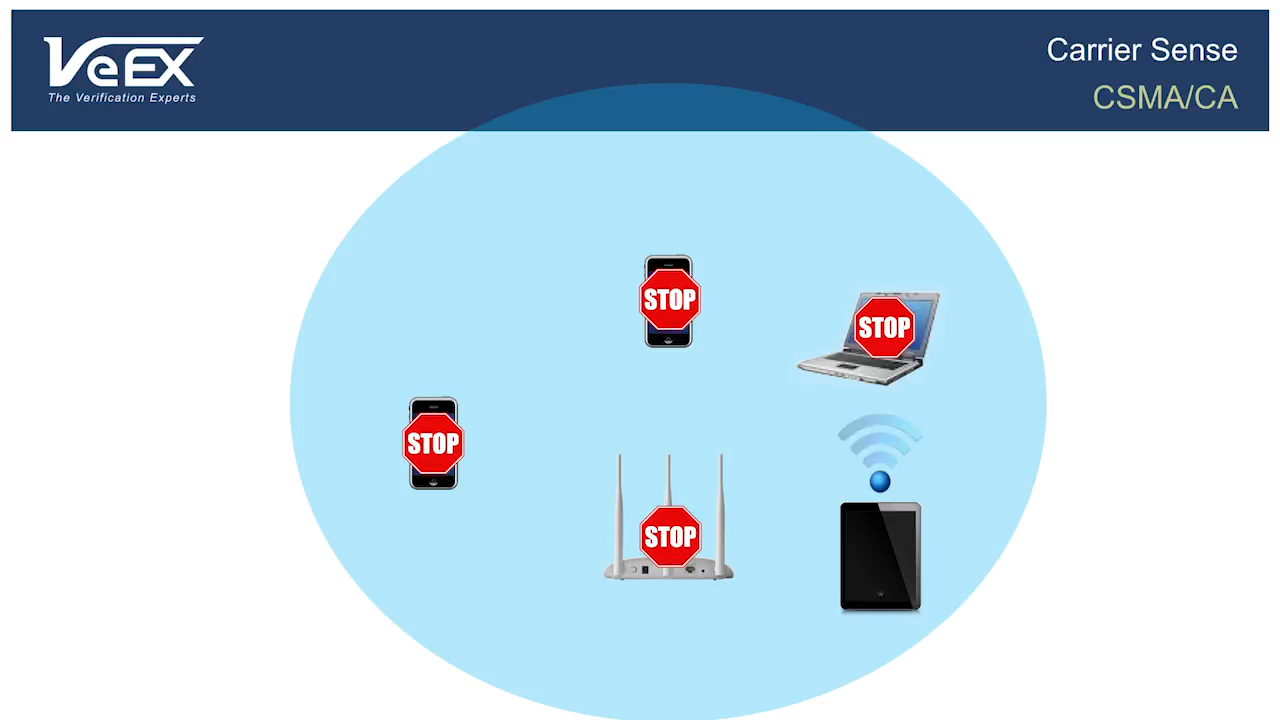 VeEX
The Verification Experts
Carrier Sense
CSMA/CA
STOP
STOP
STOP
STOP